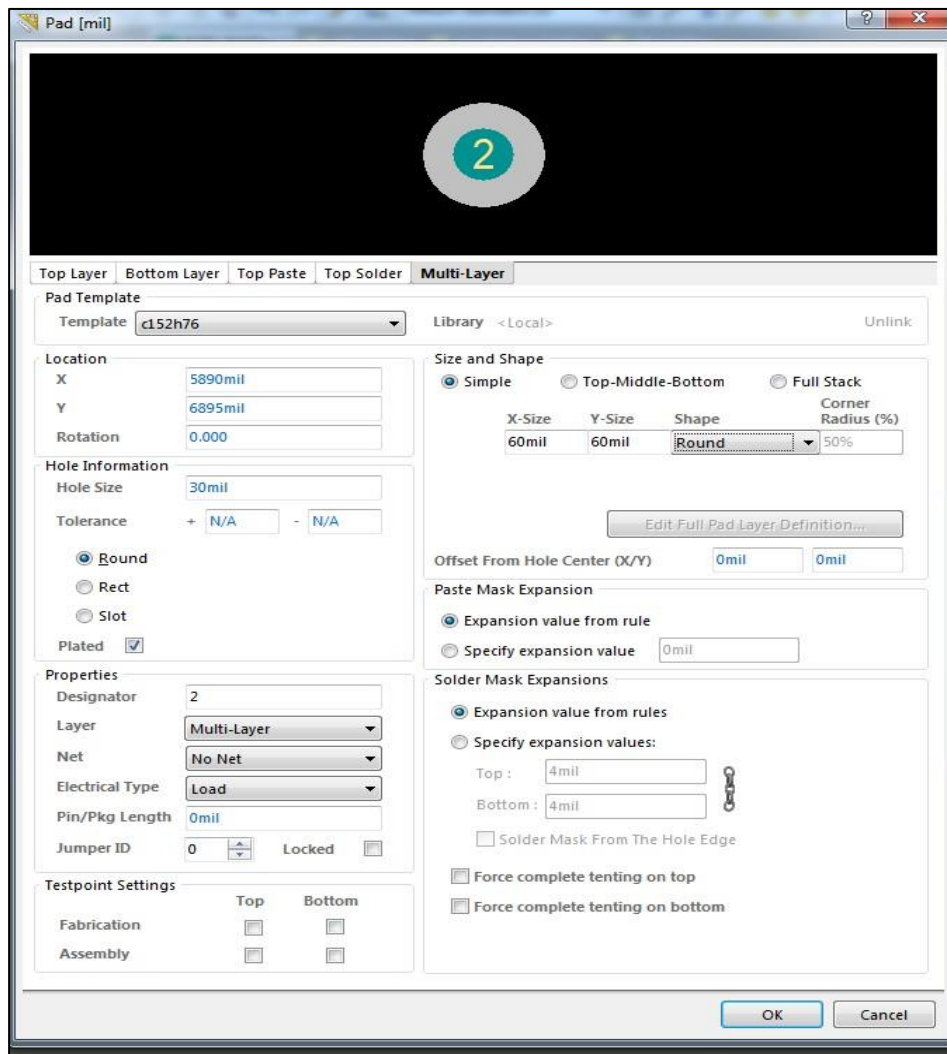 Pad [mil]
2
Top Layer Bottom Layer Top Paste Top Solder Multi-Layer
Pad Template
Template c152h76 Library <Local> Unlink
Location
X 5890mil
Y 6895mil
Rotation 0.000
Hole Information
Hole Size 30mil
Tolerance + N/A - N/A
Round
Rect
Slot
Plated
Properties
Designator 2
Layer Multi-Layer
Net No Net
Electrical Type Load
Pin/Pkg Length 0mil
Jumper ID 0 Locked
Testpoint Settings
Top Bottom
Fabrication
Assembly
Size and Shape
Simple Top-Middle-Bottom Full Stack
X-Size Y-Size Shape Corner Radius (%)
60mil 60mil Round 50%
Edit Full Pad Layer Definition...
Offset From Hole Center (X/Y) 0mil 0mil
Paste Mask Expansion
Expansion value from rule
Specify expansion value 0mil
Solder Mask Expansions
Expansion value from rules
Specify expansion values:
Top : 4mil
Bottom : 4mil
Solder Mask From The Hole Edge
Force complete tenting on top
Force complete tenting on bottom
OK Cancel